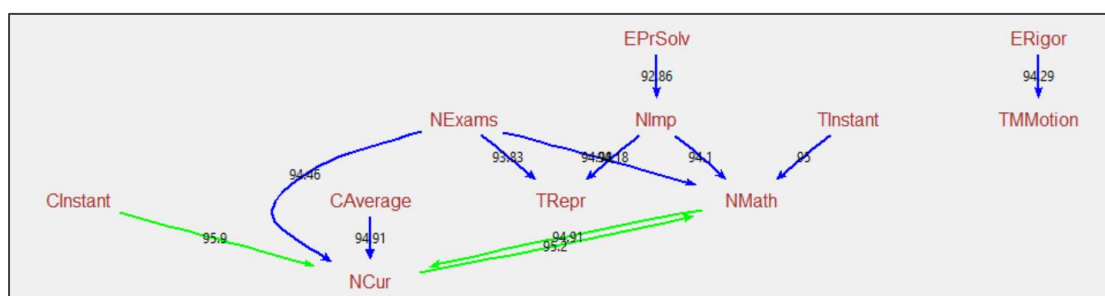 EPrSolv
ERigor
92.86
94.29
NExams
NImp
TInstant
TMMotion
93.83
94.1
95
94.46
CInstant
CAverage
TRepr
NMath
95.9
94.91
94.91
95.2
NCur